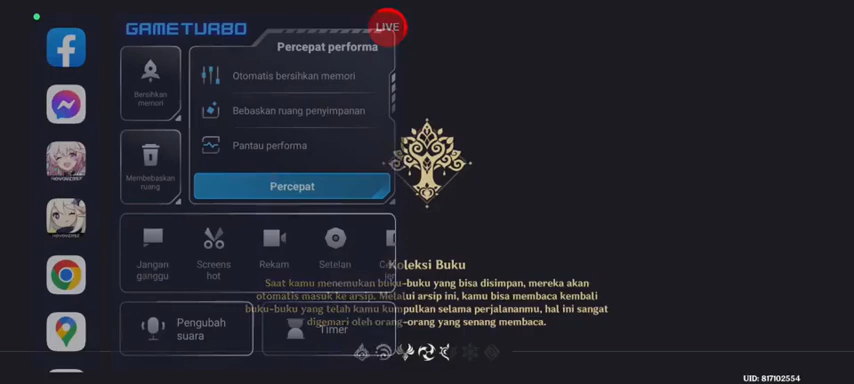 GAMETURBO
LIVE
Percepat performa
Otomatis bersihkan memori
Bebaskan ruang penyimpanan
Pantau performa
Percepat
Bersihkan
memori
Membebaskan
ruang
Jangan
ganggu
Screens
hot
Rekam
Setelan
Pengubah
suara
Timer
Koleksi Buku
Saat kamu menemukan buku-buku yang bisa disimpan, mereka akan
otomatis masuk ke arsip. Melalui arsip ini, kamu bisa membaca kembali
buku-buku yang telah kamu kumpulkan selama perjalananmu, hal ini sangat
digemari oleh orang-orang yang senang membaca.
UID: 817102554